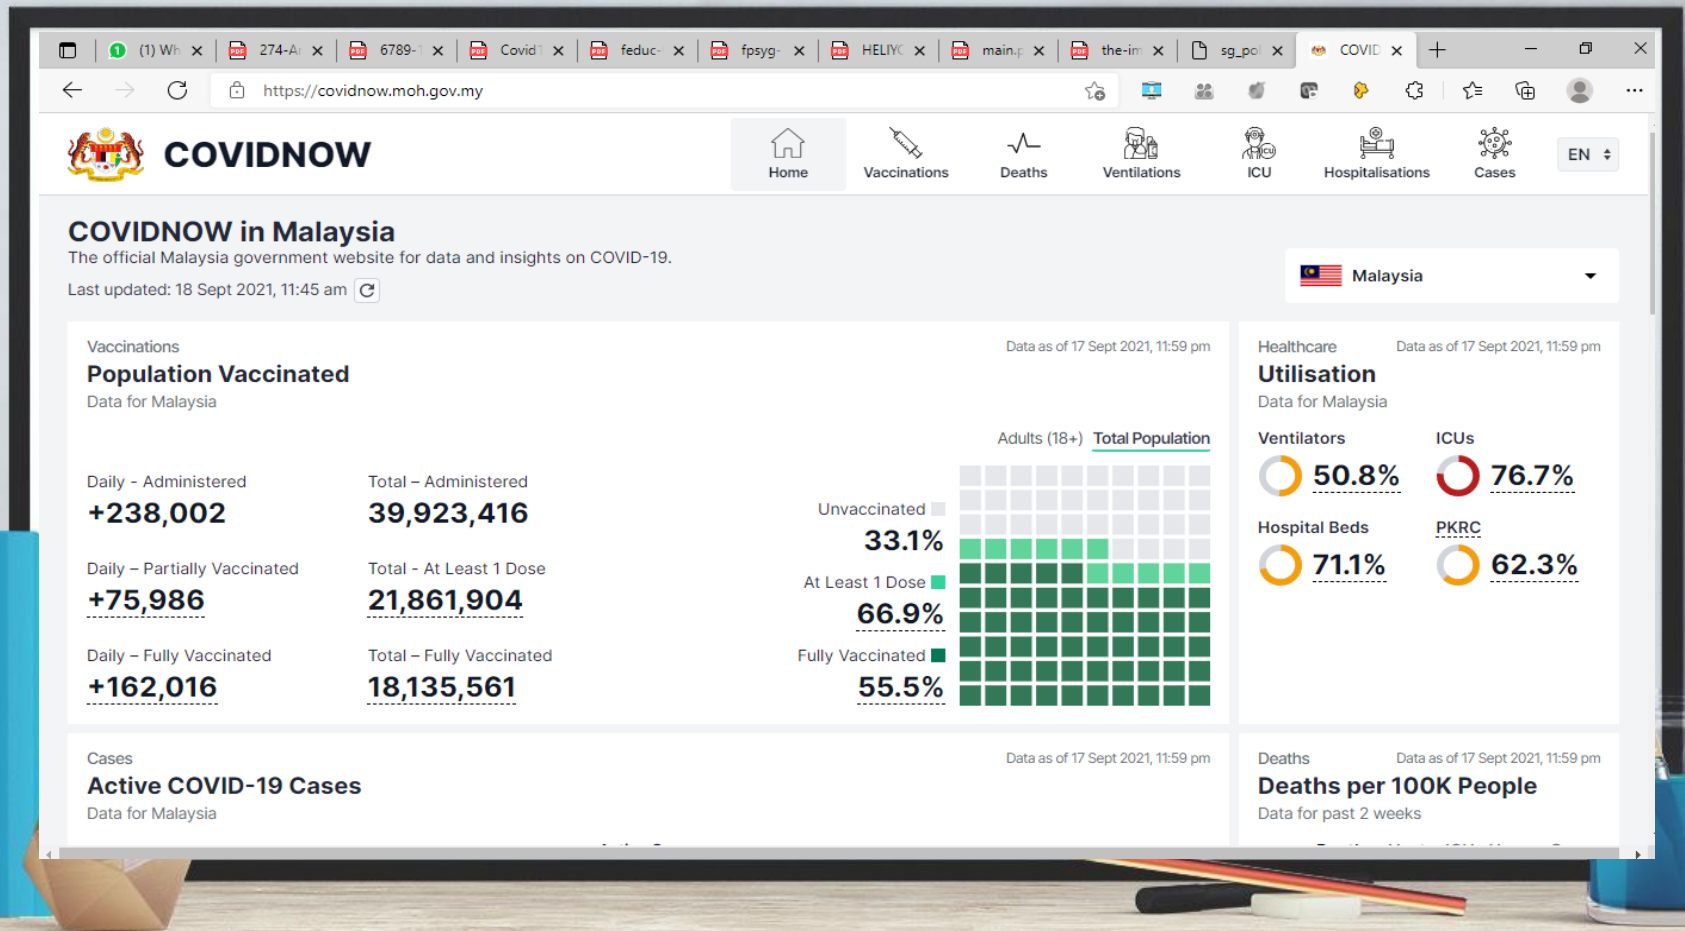 (1) Wh
274-A
6789-
Covid
feduc-
fpsyg-
HELIYC
main.p
the-im
sg_pol
COVID
https://covidnow.moh.gov.my
COVIDNOW
Home
Vaccinations
Deaths
Ventilations
ICU
Hospitalisations
Cases
EN
COVIDNOW in Malaysia
The official Malaysia government website for data and insights on COVID-19.
Last updated: 18 Sept 2021, 11:45 am
Malaysia
Vaccinations
Data as of 17 Sept 2021, 11:59 pm
Population Vaccinated
Data for Malaysia
Adults (18+) Total Population
Daily - Administered
+238,002
Total – Administered
39,923,416
Daily – Partially Vaccinated
+75,986
Total - At Least 1 Dose
21,861,904
Daily – Fully Vaccinated
+162,016
Total – Fully Vaccinated
18,135,561
Unvaccinated
33.1%
At Least 1 Dose
66.9%
Fully Vaccinated
55.5%
Healthcare
Data as of 17 Sept 2021, 11:59 pm
Utilisation
Data for Malaysia
Ventilators
50.8%
ICUs
76.7%
Hospital Beds
71.1%
PKRC
62.3%
Cases
Data as of 17 Sept 2021, 11:59 pm
Active COVID-19 Cases
Data for Malaysia
Deaths
Data as of 17 Sept 2021, 11:59 pm
Deaths per 100K People
Data for past 2 weeks